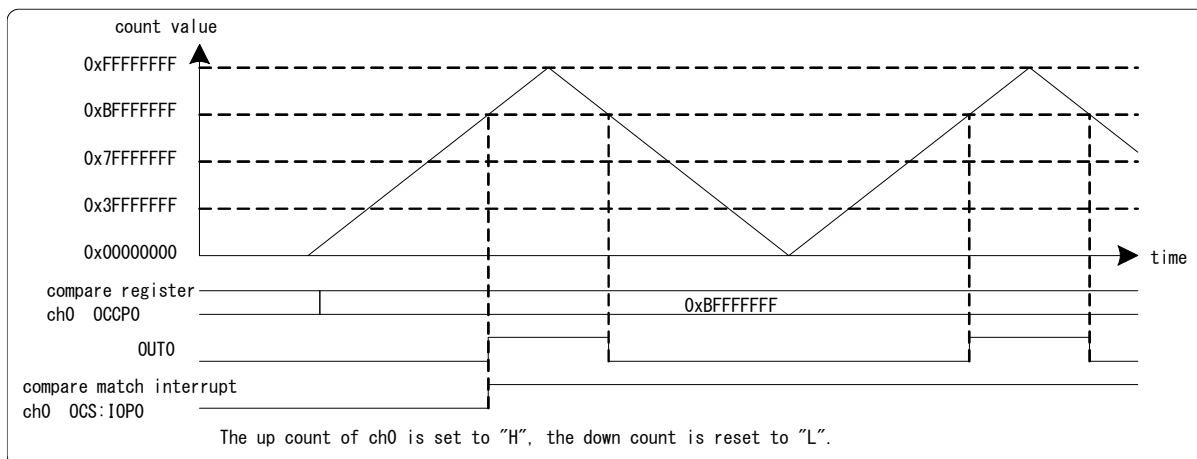 count value
0xFFFFFFFF
0xBFFFFFFF
0x7FFFFFFF
0x3FFFFFFF
0x00000000
time
compare register
ch0 OCCP0
0xBFFFFFFF
OUT0
compare match interrupt
ch0 OCS:IOP0
The up count of ch0 is set to "H", the down count is reset to "L".